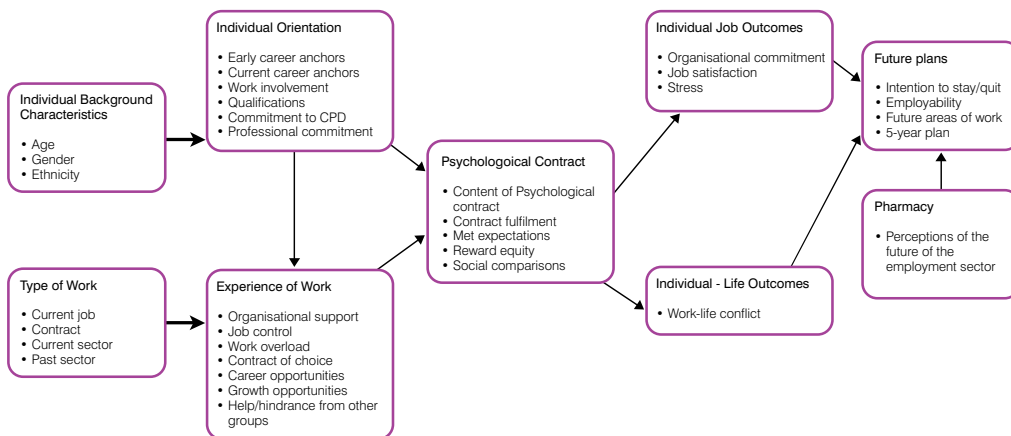 Individual Background
Characteristics
• Age
• Gender
• Ethnicity
Type of Work
• Current job
• Contract
• Current sector
• Past sector
Individual Orientation
• Early career anchors
• Current career anchors
• Work involvement
• Qualifications
• Commitment to CPD
• Professional commitment
Experience of Work
• Organisational support
• Job control
• Work overload
• Contract of choice
• Career opportunities
• Growth opportunities
• Help/hindrance from other
groups
Psychologoical Contract
• Content of Psychological
contract
• Contract fulfilment
• Met expectations
• Reward equity
• Social comparisons
Individual Job Outcomes
• Organisational commitment
• Job satisfaction
• Stress
Individual - Life Outcomes
• Work-life conflict
Future plans
• Intention to stay/quit
• Employability
• Future areas of work
• 5-year plan
Pharmacy
• Perceptions of the
future of the
employment sector